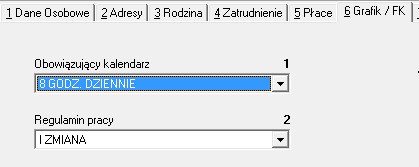 1 Dane Osobowe 2 Adresy 3 Rodzina 4 Zatrudnienie 5 Płace 6 Grafik / FK
Obowiązujący kalendarz 1
8 GODZ. DZIENNIE
Regulamin pracy 2
I ZMIANA